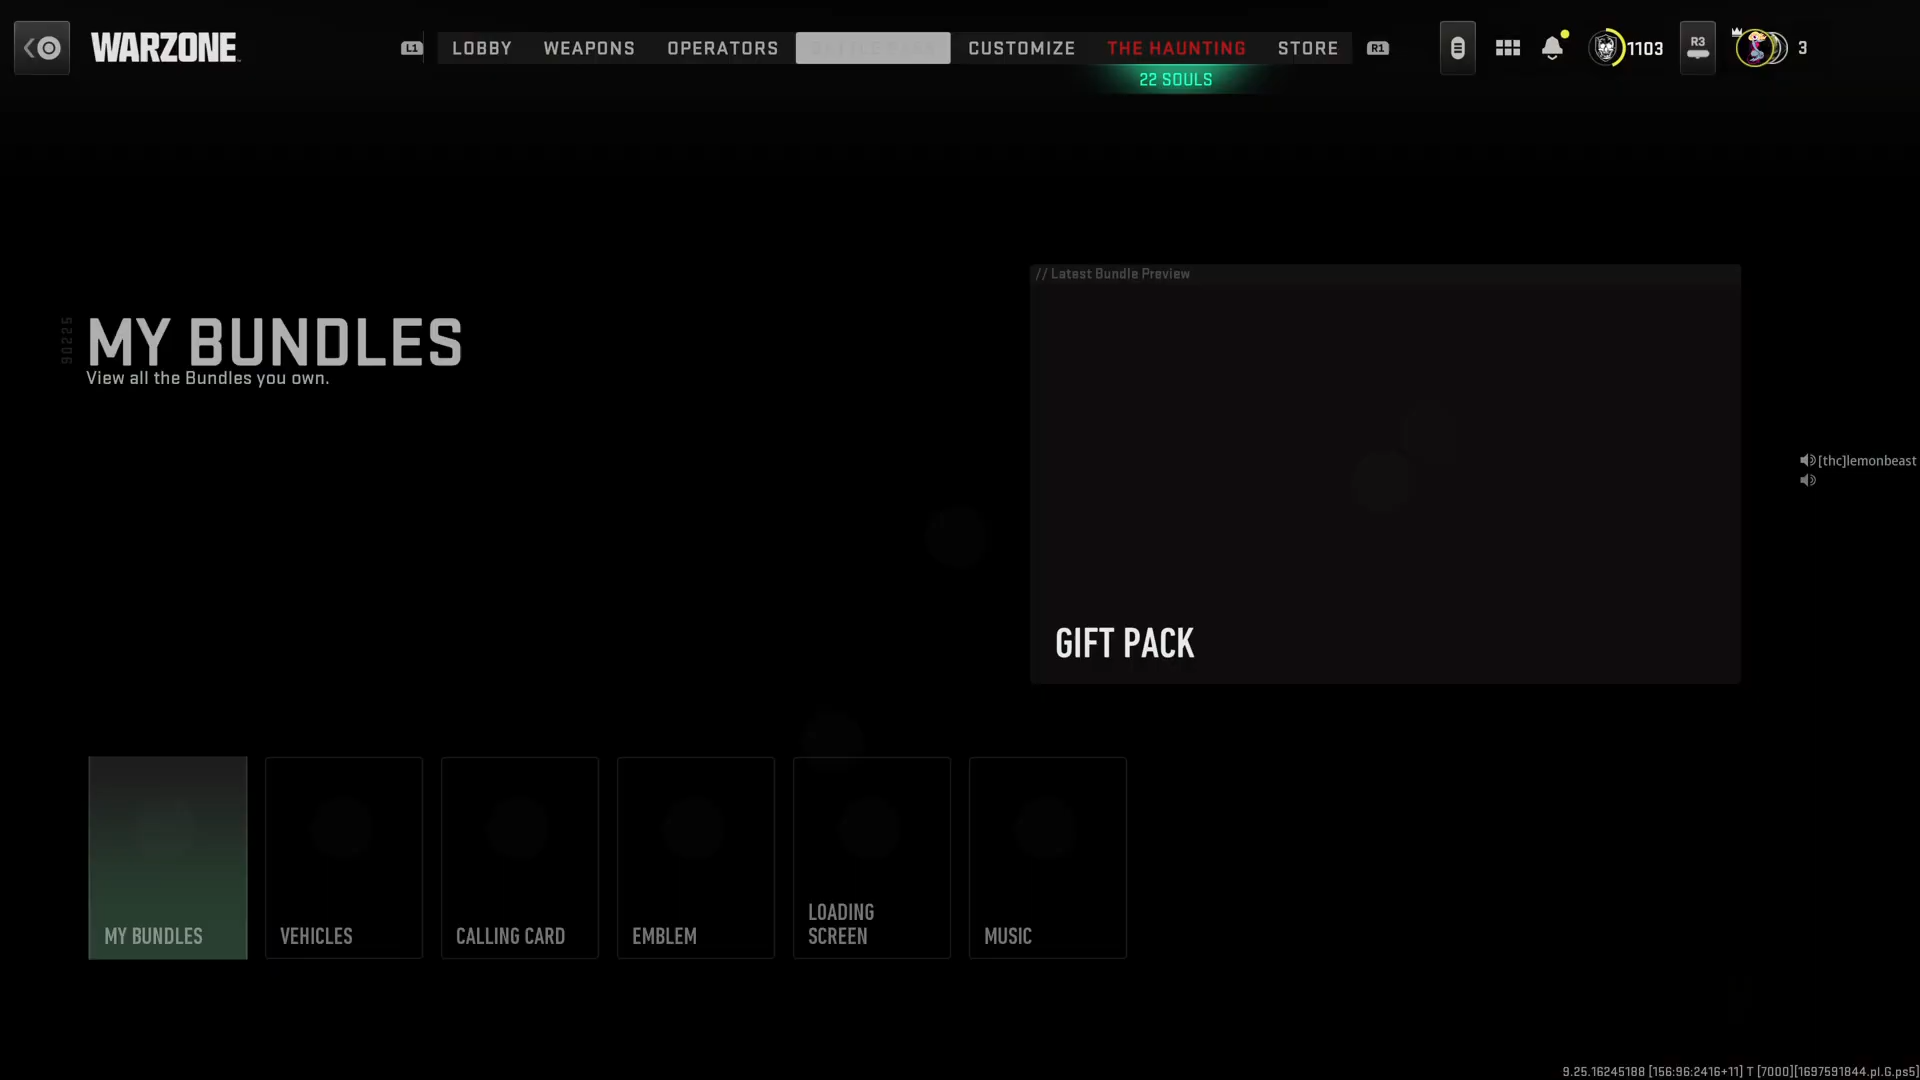 WARZONE
L1 LOBBY WEAPONS OPERATORS CUSTOMIZE THE HAUNTING STORE R1
1103
R3
3
22 SOULS
// Latest Bundle Preview
90225
MY BUNDLES
View all the Bundles you own.
[thc]lemonbeast
GIFT PACK
MY BUNDLES
VEHICLES
CALLING CARD
EMBLEM
LOADING
SCREEN
MUSIC
9.25.16245188 [156:96:2416+11] T [7000][1697591844.pl.G.ps5]